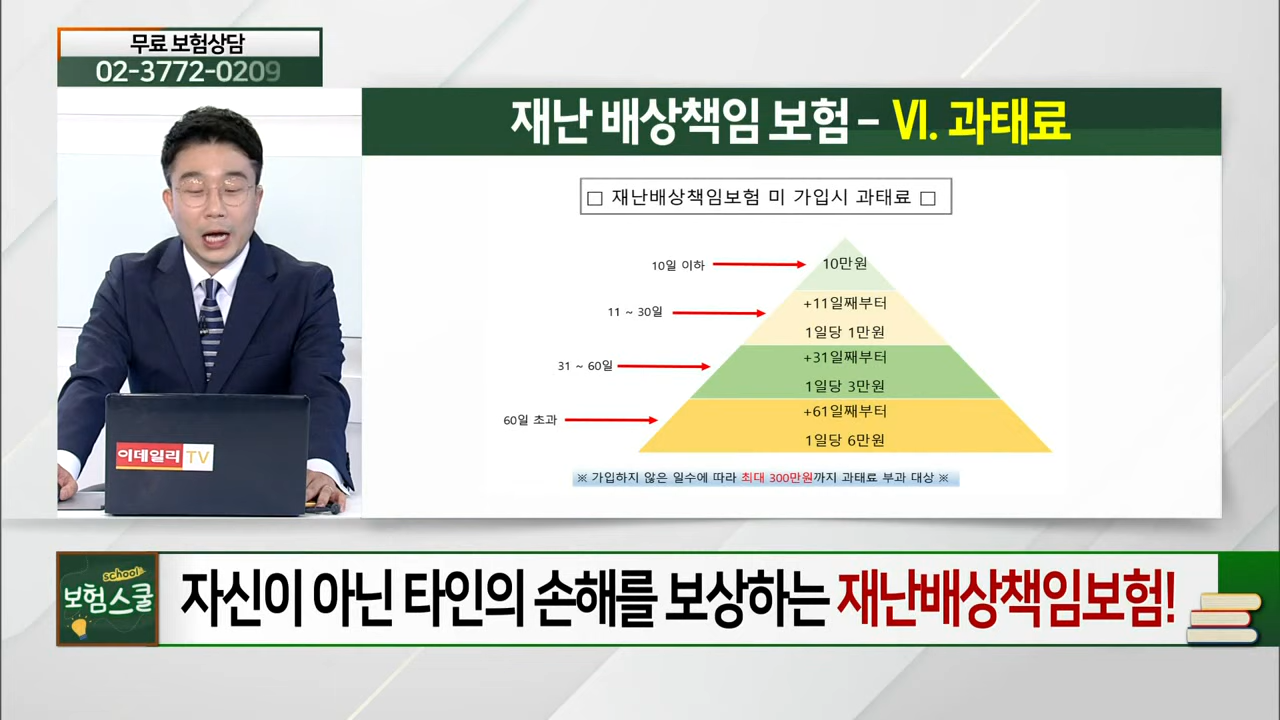 무료 보험상담
02-3772-0209
재난 배상책임 보험 – Ⅵ. 과태료
□ 재난배상책임보험 미 가입시 과태료 □
10일 이하
10만원
11 ~ 30일
+11일째부터
1일당 1만원
31 ~ 60일
+31일째부터
1일당 3만원
60일 초과
+61일째부터
1일당 6만원
※ 가입하지 않은 일수에 따라 최대 300만원까지 과태료 부과 대상 ※
이데일리 TV
school
보험스쿨
자신이 아닌 타인의 손해를 보상하는 재난배상책임보험!